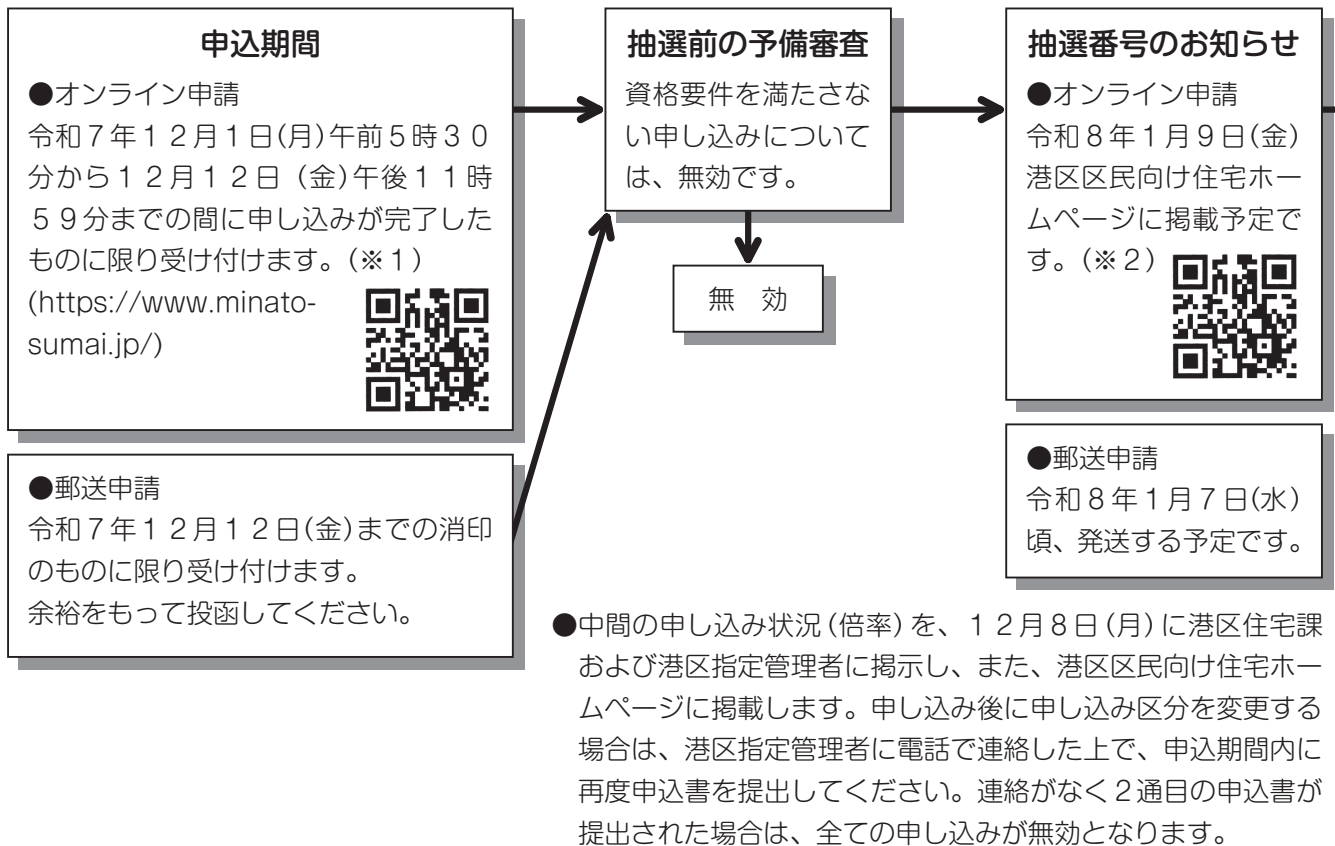 申込期間
●オンライン申請
令和７年１２月１日(月)午前５時３０
分から１２月１２日（金)午後１１時
５９分までの間に申し込みが完了した
ものに限り受け付けます。(※１)
(https://www.minato-
sumai.jp/)
●郵送申請
令和７年１２月１２日(金)までの消印
のものに限り受け付けます。
余裕をもって投函してください。
抽選前の予備審査
資格要件を満たさな
い申し込みについて
は、無効です。
無　効
抽選番号のお知らせ
●オンライン申請
令和８年１月９日(金)
港区区民向け住宅ホー
ムページに掲載予定で
す。(※２)
●郵送申請
令和８年１月７日(水)
頃、発送する予定です。
●中間の申し込み状況(倍率)を、１２月８日(月)に港区住宅課
および港区指定管理者に掲示し、また、港区区民向け住宅ホー
ムページに掲載します。申し込み後に申し込み区分を変更する
場合は、港区指定管理者に電話で連絡した上で、申込期間内に
再度申込書を提出してください。連絡がなく２通目の申込書が
提出された場合は、全ての申し込みが無効となります。